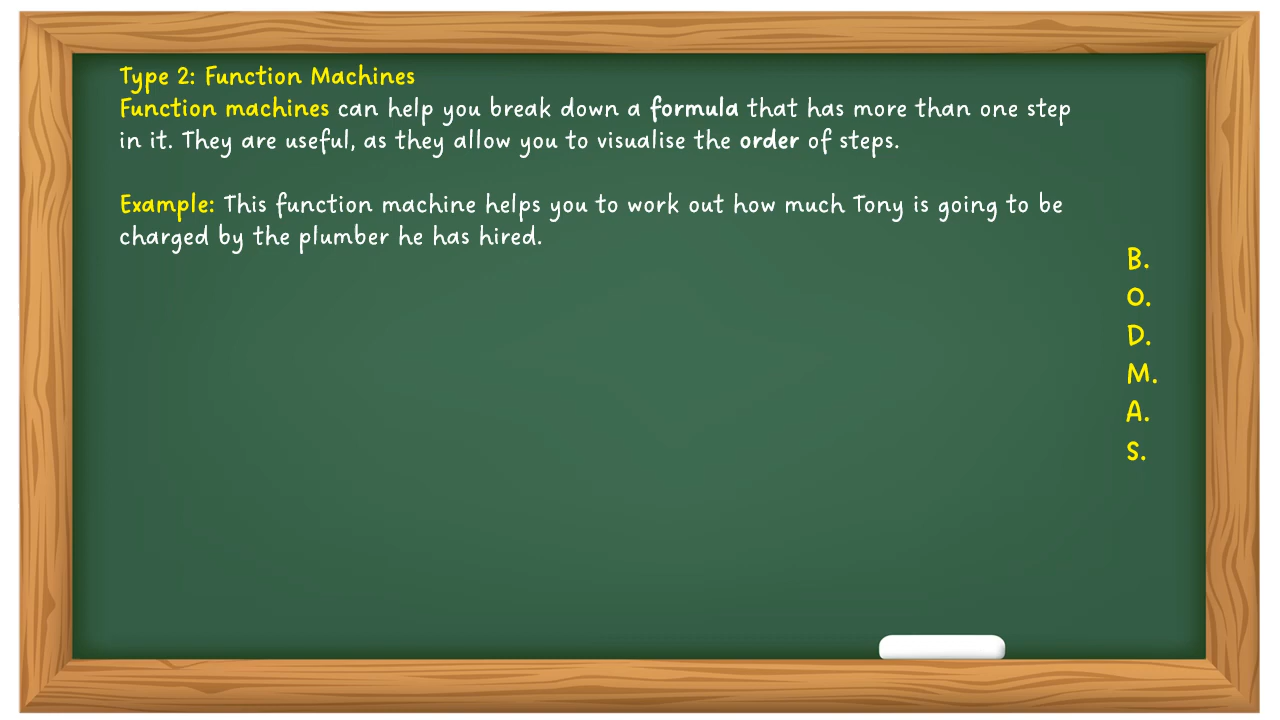 Type 2: Function Machines
Function machines can help you break down a formula that has more than one step
in it. They are useful, as they allow you to visualise the order of steps.
Example: This function machine helps you to work out how much Tony is going to be
charged by the plumber he has hired.
B.
O.
D.
M.
A.
S.